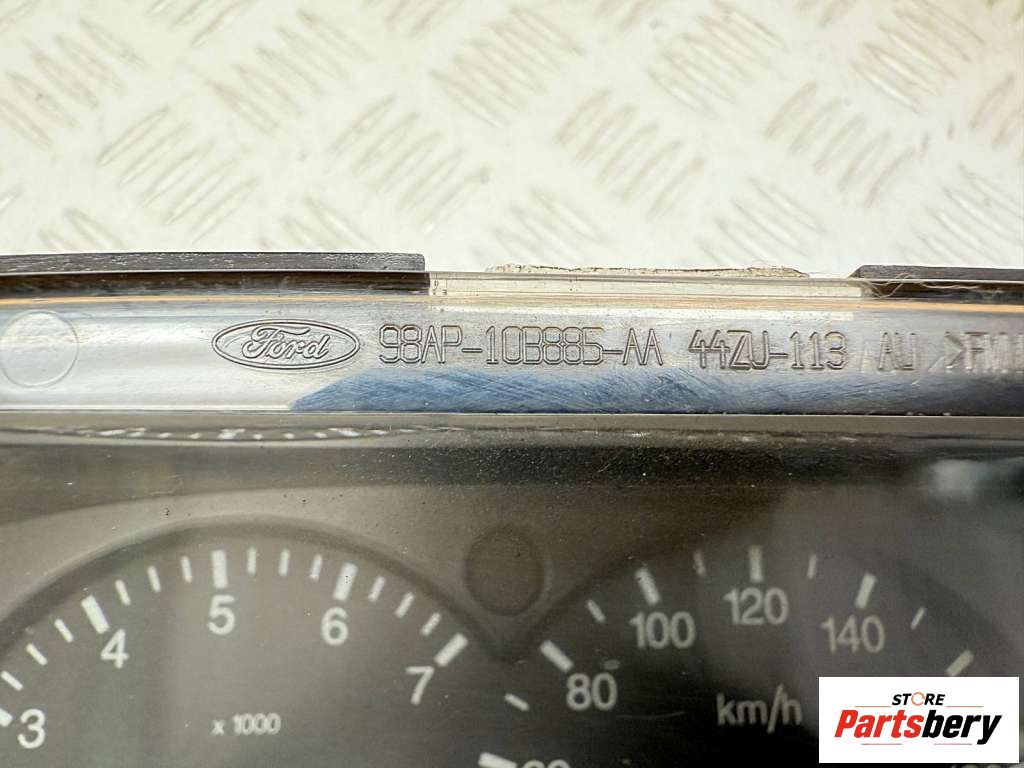 Ford 98AP-10B885-AA 44ZU-113 AU
5 6 4 7 3
x 1000
100 120 140 80
km/h
STORE
Partsbery